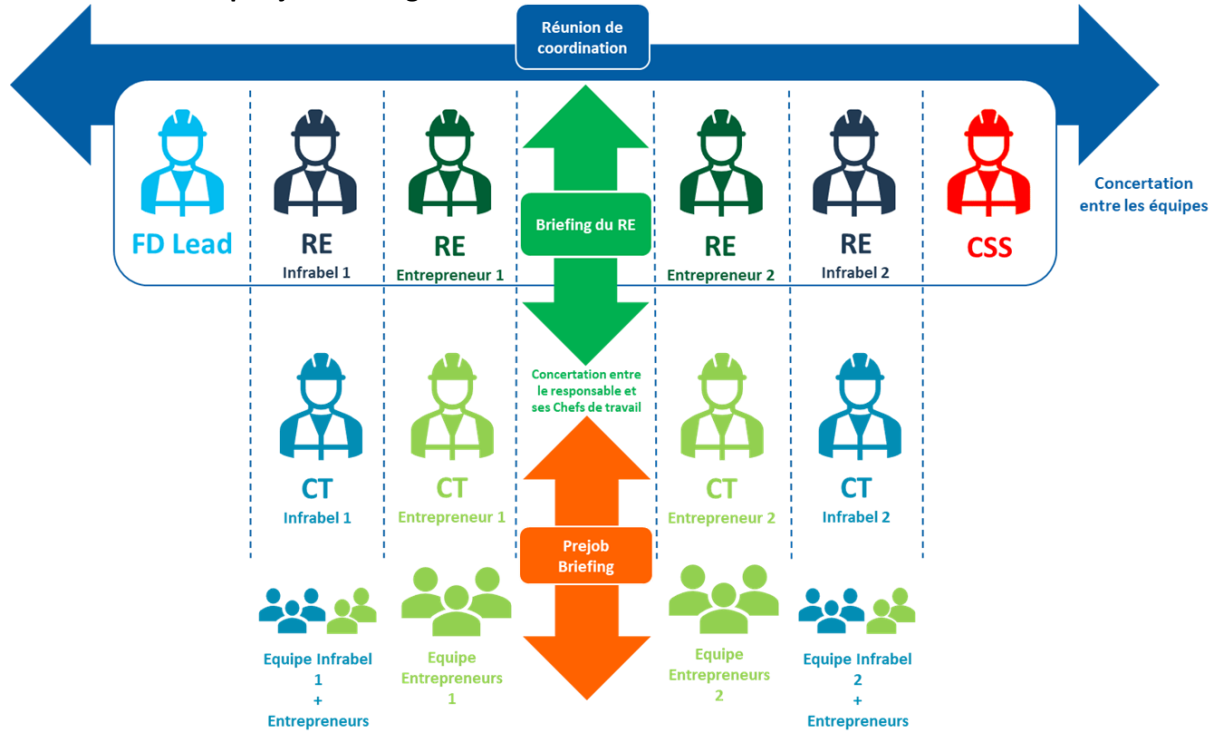 Réunion de
coordination
FD Lead
RE
Infrabel 1
RE
Entrepreneur 1
Briefing du RE
RE
Entrepreneur 2
RE
Infrabel 2
CSS
Concertation
entre les équipes
Concertation entre
le responsable et
ses Chefs de travail
CT
Infrabel 1
CT
Entrepreneur 1
CT
Entrepreneur 2
CT
Infrabel 2
Prejob
Briefing
Equipe Infrabel
1
+
Entrepreneurs
Equipe
Entrepreneurs
1
Equipe
Entrepreneurs
2
Equipe Infrabel
2
+
Entrepreneurs